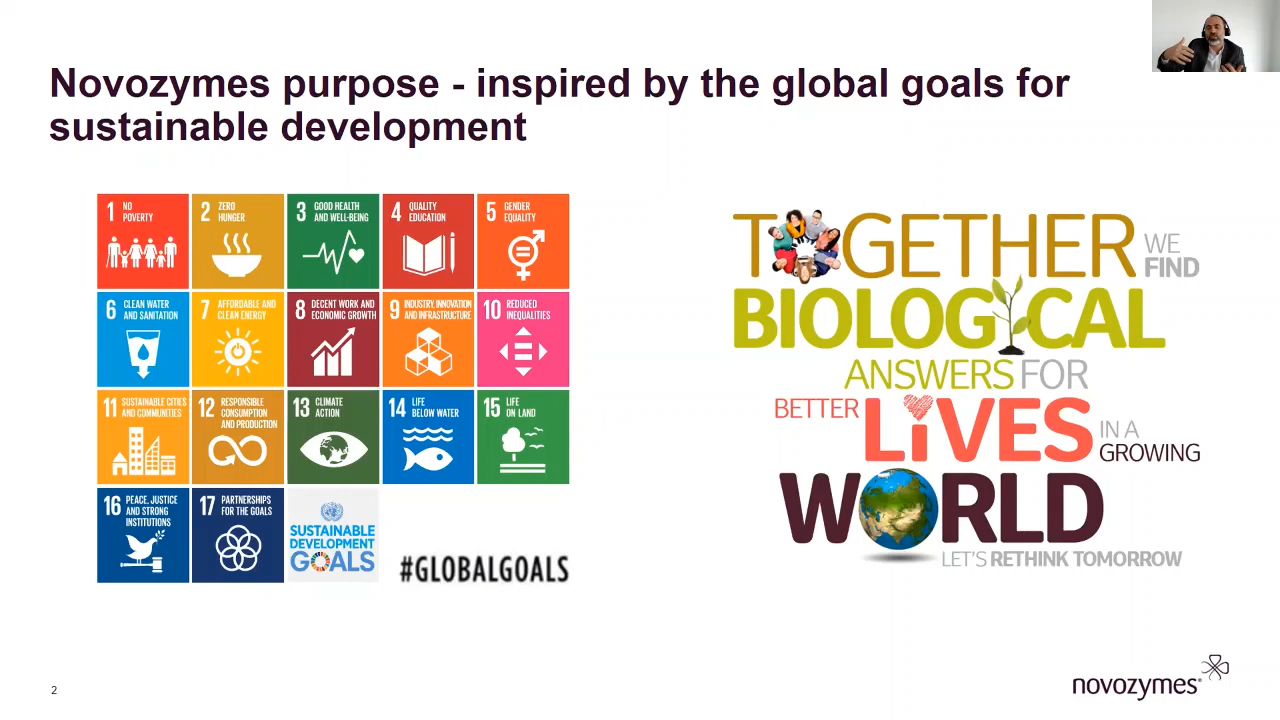 Novozymes purpose - inspired by the global goals for
sustainable development
1 NO
POVERTY
2 ZERO
HUNGER
3 GOOD HEALTH
AND WELL-BEING
4 QUALITY
EDUCATION
5 GENDER
EQUALITY
6 CLEAN WATER
AND SANITATION
7 AFFORDABLE AND
CLEAN ENERGY
8 DECENT WORK AND
ECONOMIC GROWTH
9 INDUSTRY, INNOVATION
AND INFRASTRUCTURE
10 REDUCED
INEQUALITIES
11 SUSTAINABLE CITIES
AND COMMUNITIES
12 RESPONSIBLE
CONSUMPTION
AND PRODUCTION
13 CLIMATE
ACTION
14 LIFE
BELOW WATER
15 LIFE
ON LAND
16 PEACE, JUSTICE
AND STRONG
INSTITUTIONS
17 PARTNERSHIPS
FOR THE GOALS
SUSTAINABLE
DEVELOPMENT
GOALS
#GLOBALGOALS
TOGETHER WE
FIND
BIOLOGICAL
ANSWERS FOR
BETTER LiVES IN A
GROWING
WORLD
LET'S RETHINK TOMORROW
2
novozymes